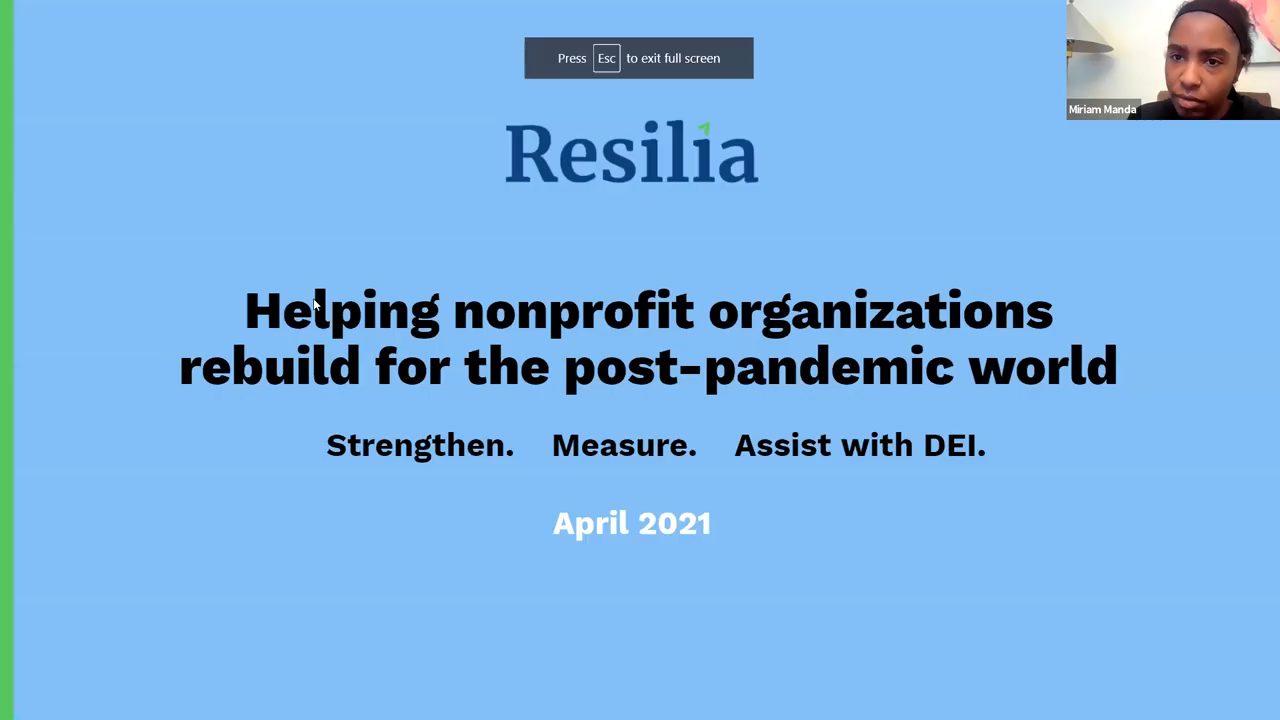 Press Esc to exit full screen
Miriam Manda
Resilia
Helping nonprofit organizations
rebuild for the post-pandemic world
Strengthen. Measure. Assist with DEI.
April 2021